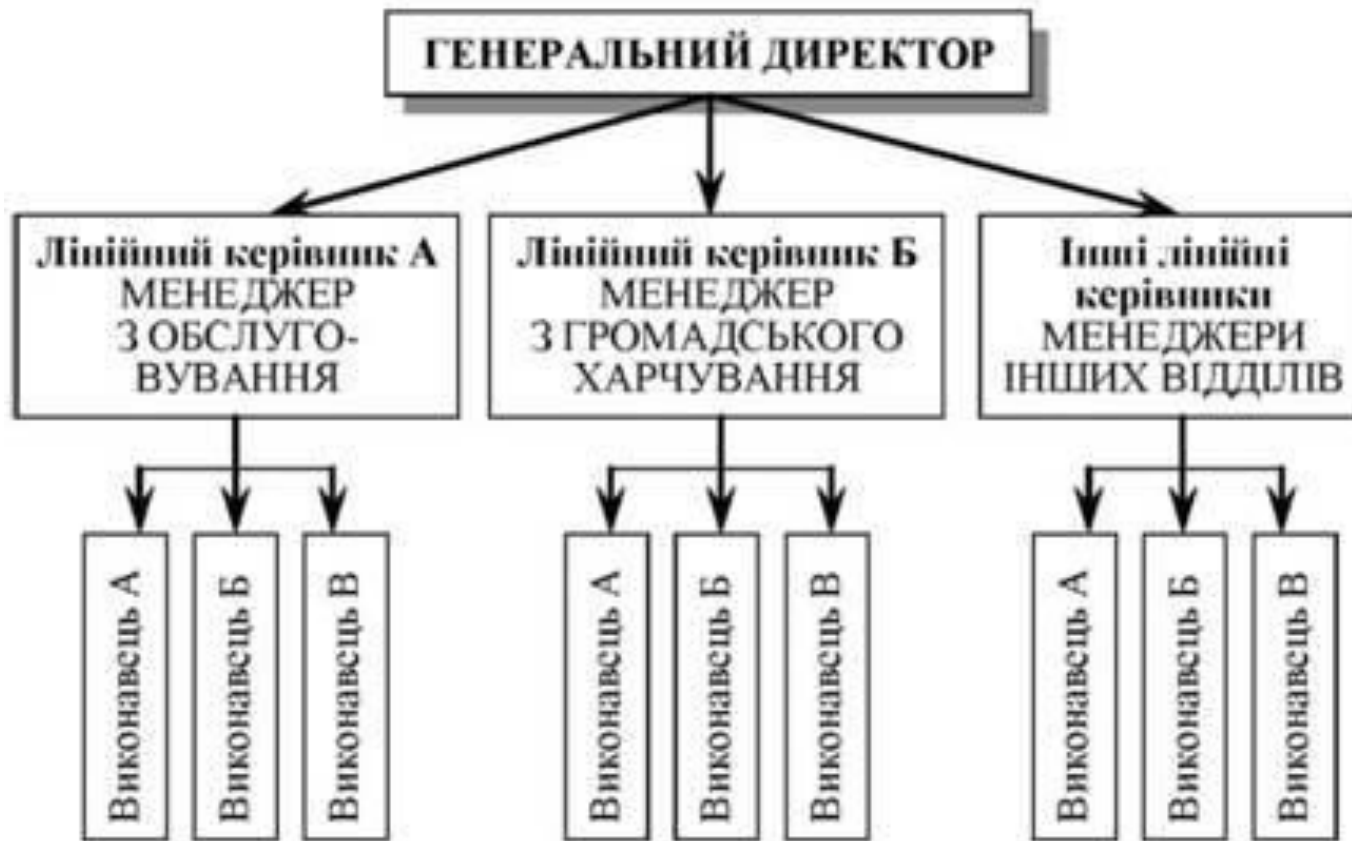 ГЕНЕРАЛЬНИЙ ДИРЕКТОР
Лінійний керівник А
МЕНЕДЖЕР
З ОБСЛУГО-
ВУВАННЯ
Лінійний керівник Б
МЕНЕДЖЕР
З ГРОМАДСЬКОГО
ХАРЧУВАННЯ
Інші лінійні
керівники
МЕНЕДЖЕРИ
ІНШИХ ВІДДІЛІВ
Виконавець А
Виконавець Б
Виконавець В
Виконавець А
Виконавець Б
Виконавець В
Виконавець А
Виконавець Б
Виконавець В